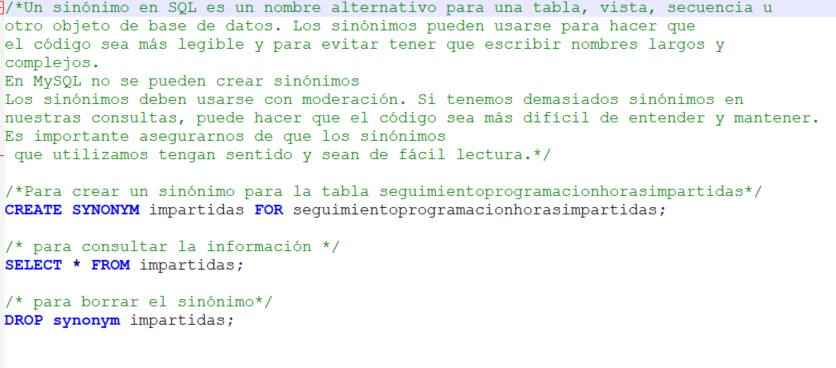 /*Un sinónimo en SQL es un nombre alternativo para una tabla, vista, secuencia u
otro objeto de base de datos. Los sinónimos pueden usarse para hacer que
el código sea más legible y para evitar tener que escribir nombres largos y
complejos.
En MySQL no se pueden crear sinónimos
Los sinónimos deben usarse con moderación. Si tenemos demasiados sinónimos en
nuestras consultas, puede hacer que el código sea más difícil de entender y mantener.
Es importante asegurarnos de que los sinónimos
que utilizamos tengan sentido y sean de fácil lectura.*/
/*Para crear un sinónimo para la tabla seguimientoprogramacionhorasimpartidas*/
CREATE SYNONYM impartidas FOR seguimientoprogramacionhorasimpartidas;
/* para consultar la información */
SELECT * FROM impartidas;
/* para borrar el sinónimo*/
DROP synonym impartidas;